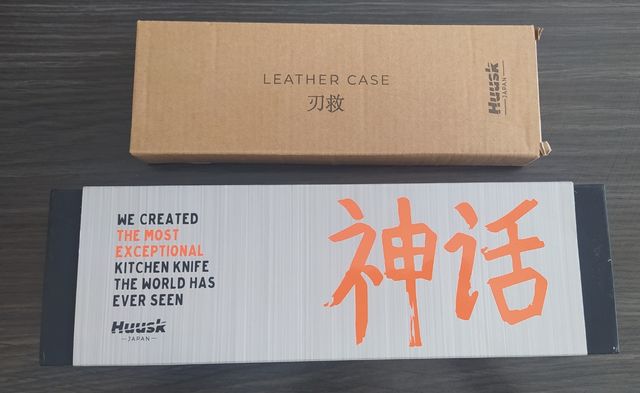 LEATHER CASE
刃救
Huusk
JAPAN
WE CREATED
THE MOST
EXCEPTIONAL
KITCHEN KNIFE
THE WORLD HAS
EVER SEEN
Huusk
JAPAN
神话